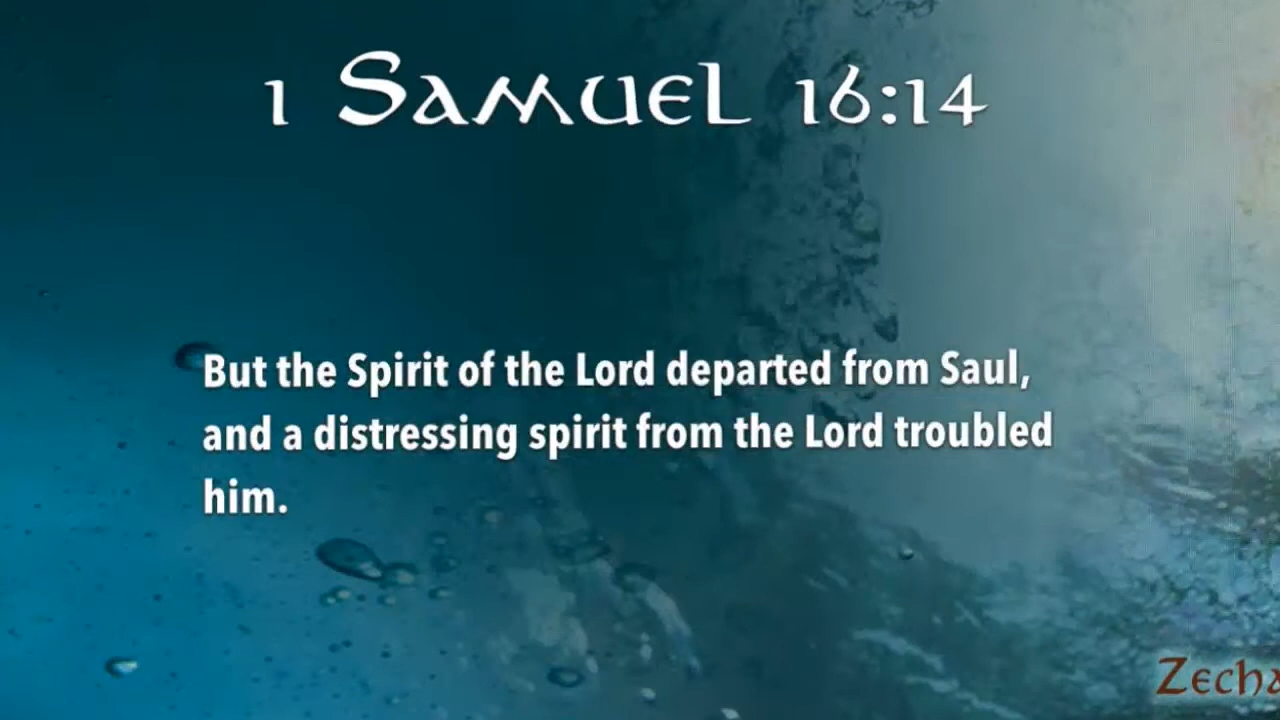 1 Samuel 16:14
But the Spirit of the Lord departed from Saul,
and a distressing spirit from the Lord troubled
him.
Zecha